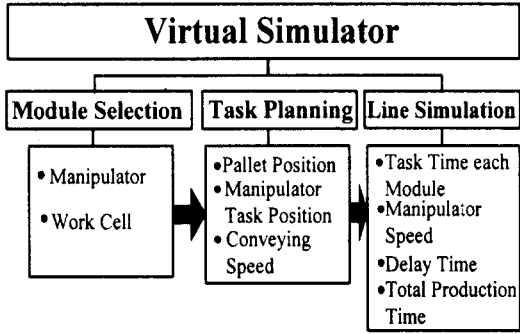 Virtual Simulator
Module Selection
Task Planning
Line Simulation
• Manipulator
• Work Cell
•Pallet Position
•Manipulator
Task Position
•Conveying
Speed
•Task Time each
Module
•Manipulator
Speed
•Delay Time
•Total Production
Time